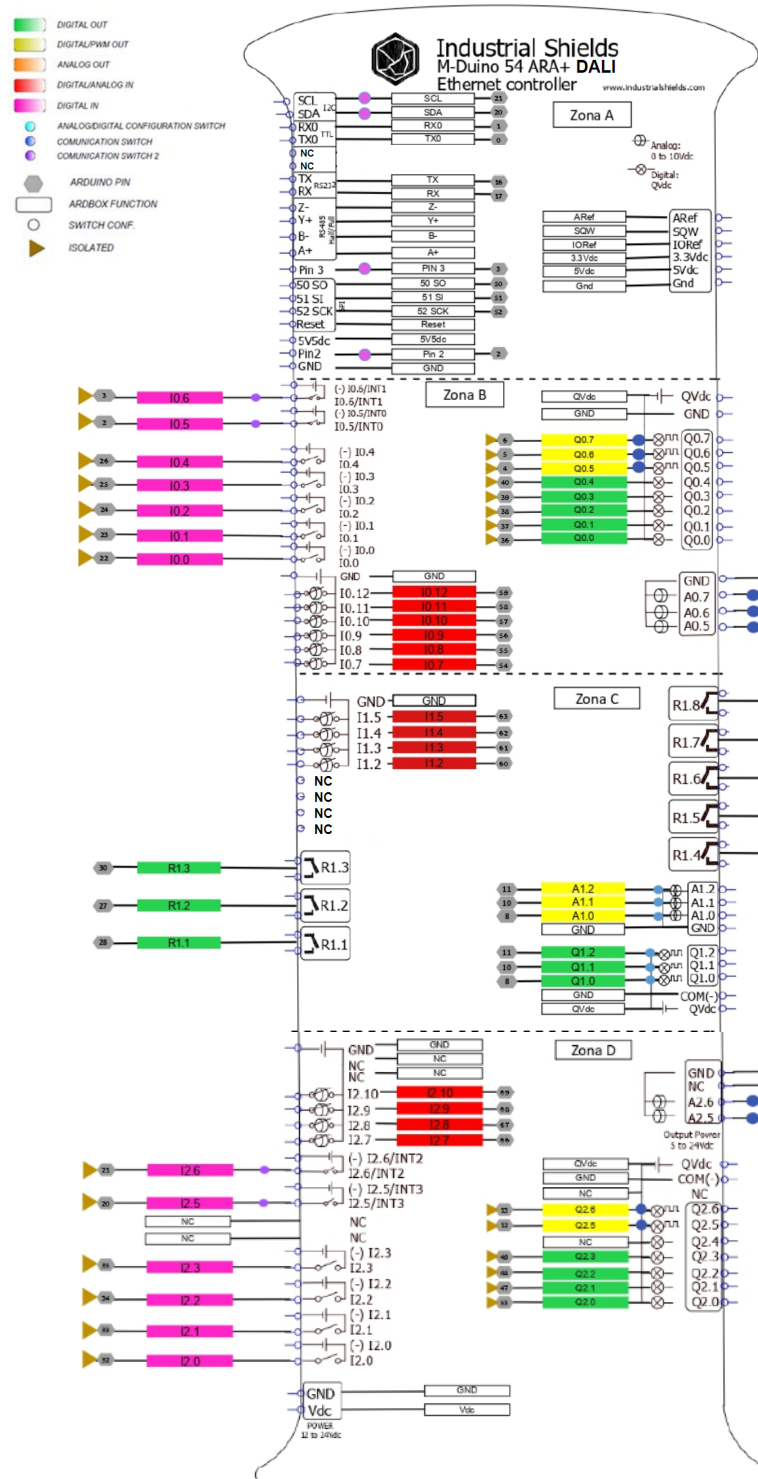 DIGITAL OUT
DIGITAL/PWM OUT
ANALOG OUT
DIGITAL/ANALOG IN
DIGITAL IN
ANALOG/DIGITAL CONFIGURATION SWITCH
COMUNICATION SWITCH
COMUNICATION SWITCH 2
ARDUINO PIN
ARDBOX FUNCTION
SWITCH CONF.
ISOLATED
Industrial Shields
M-Duino 54 ARA+ DALI
Ethernet controller
www.industrialshields.com
Zona A
Analog:
0 to 10Vdc
Digital:
QVdc
SCL I2C SCL 21
SDA SDA 20
RX0 TTL RX0 1
TX0 TX0 0
NC
NC
TX RS232 TX 16
RX RX 17
RS485
Half/Full
Z- Z-
Y+ Y+
B- B-
A+ A+
Pin 3 PIN 3 3
50 SO 50 SO 50
51 SI 51 SI 51
SPI
52 SCK 52 SCK 52
Reset Reset
5V5dc 5V5dc
Pin2 Pin 2 2
GND GND
ARef ARef
SQW SQW
IORef IORef
3.3Vdc 3.3Vdc
5Vdc 5Vdc
Gnd Gnd
Zona B
3 I0.6 (-) I0.6/INT1
I0.6/INT1
2 I0.5 (-) I0.5/INT0
I0.5/INT0
26 I0.4 (-) I0.4
I0.4
25 I0.3 (-) I0.3
I0.3
24 I0.2 (-) I0.2
I0.2
23 I0.1 (-) I0.1
I0.1
22 I0.0 (-) I0.0
I0.0
GND GND
I0.12 I0.12 59
I0.11 I0.11 58
I0.10 I0.10 57
I0.9 I0.9 56
I0.8 I0.8 55
I0.7 I0.7 54
QVdc QVdc
GND GND
6 Q0.7 Q0.7
5 Q0.6 Q0.6
4 Q0.5 Q0.5
40 Q0.4 Q0.4
39 Q0.3 Q0.3
38 Q0.2 Q0.2
37 Q0.1 Q0.1
36 Q0.0 Q0.0
GND
A0.7
A0.6
A0.5
Zona C
GND GND
I1.5 I1.5 63
I1.4 I1.4 62
I1.3 I1.3 61
I1.2 I1.2 60
NC
NC
NC
NC
30 R1.3 R1.3
27 R1.2 R1.2
28 R1.1 R1.1
R1.8
R1.7
R1.6
R1.5
R1.4
11 A1.2 A1.2
10 A1.1 A1.1
8 A1.0 A1.0
GND GND
11 Q1.2 Q1.2
10 Q1.1 Q1.1
8 Q1.0 Q1.0
GND COM(-)
QVdc QVdc
Zona D
GND GND
NC NC
NC NC
I2.10 I2.10 69
I2.9 I2.9 68
I2.8 I2.8 67
I2.7 I2.7 66
21 I2.6 (-) I2.6/INT2
I2.6/INT2
20 I2.5 (-) I2.5/INT3
I2.5/INT3
NC NC
NC NC
I2.3 (-) I2.3
I2.3
34 I2.2 (-) I2.2
I2.2
33 I2.1 (-) I2.1
I2.1
32 I2.0 (-) I2.0
I2.0
GND GND
Vdc Vdc
POWER
12 to 24Vdc
GND
NC
A2.6
A2.5
Output Power
5 to 24Vdc
QVdc QVdc
GND COM(-)
NC NC
13 Q2.6 Q2.6
12 Q2.5 Q2.5
NC Q2.4
Q2.3 Q2.3
Q2.2 Q2.2
47 Q2.1 Q2.1
Q2.0 Q2.0